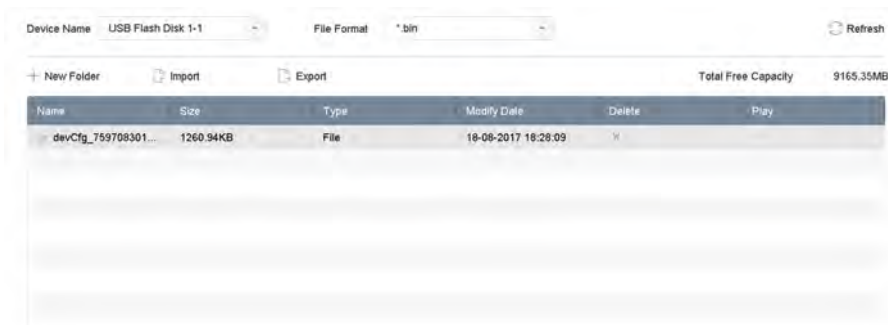 Device Name USB Flash Disk 1-1 File Format *.bin Refresh
New Folder Import Export Total Free Capacity 9165.35MB
Name Size Type Modify Date Delete Play
devCfg_759708301... 1260.94KB File 18-08-2017 18:28:09